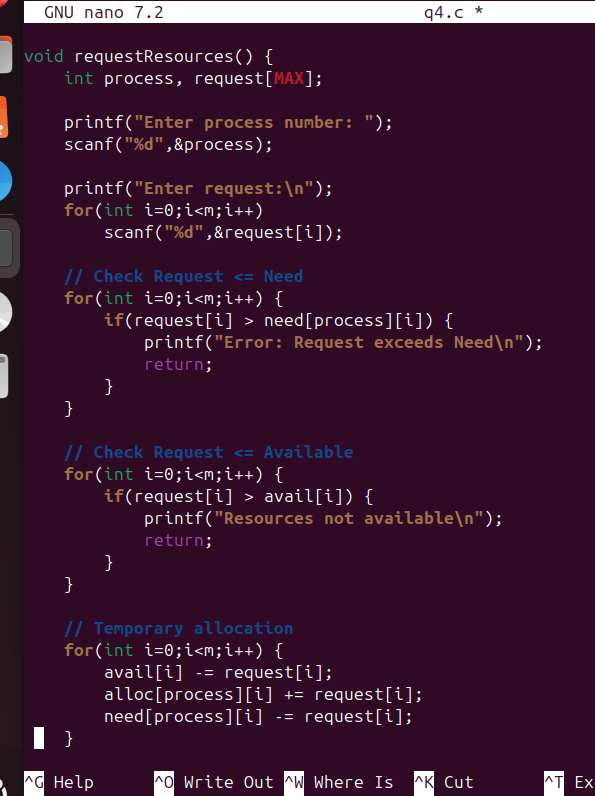 GNU nano 7.2 q4.c *
void requestResources() {
    int process, request[MAX];

    printf("Enter process number: ");
    scanf("%d",&process);

    printf("Enter request:\n");
    for(int i=0;i<m;i++)
        scanf("%d",&request[i]);

    // Check Request <= Need
    for(int i=0;i<m;i++) {
        if(request[i] > need[process][i]) {
            printf("Error: Request exceeds Need\n");
            return;
        }
    }

    // Check Request <= Available
    for(int i=0;i<m;i++) {
        if(request[i] > avail[i]) {
            printf("Resources not available\n");
            return;
        }
    }

    // Temporary allocation
    for(int i=0;i<m;i++) {
        avail[i] -= request[i];
        alloc[process][i] += request[i];
        need[process][i] -= request[i];
    }

^G Help ^O Write Out ^W Where Is ^K Cut ^T Ex